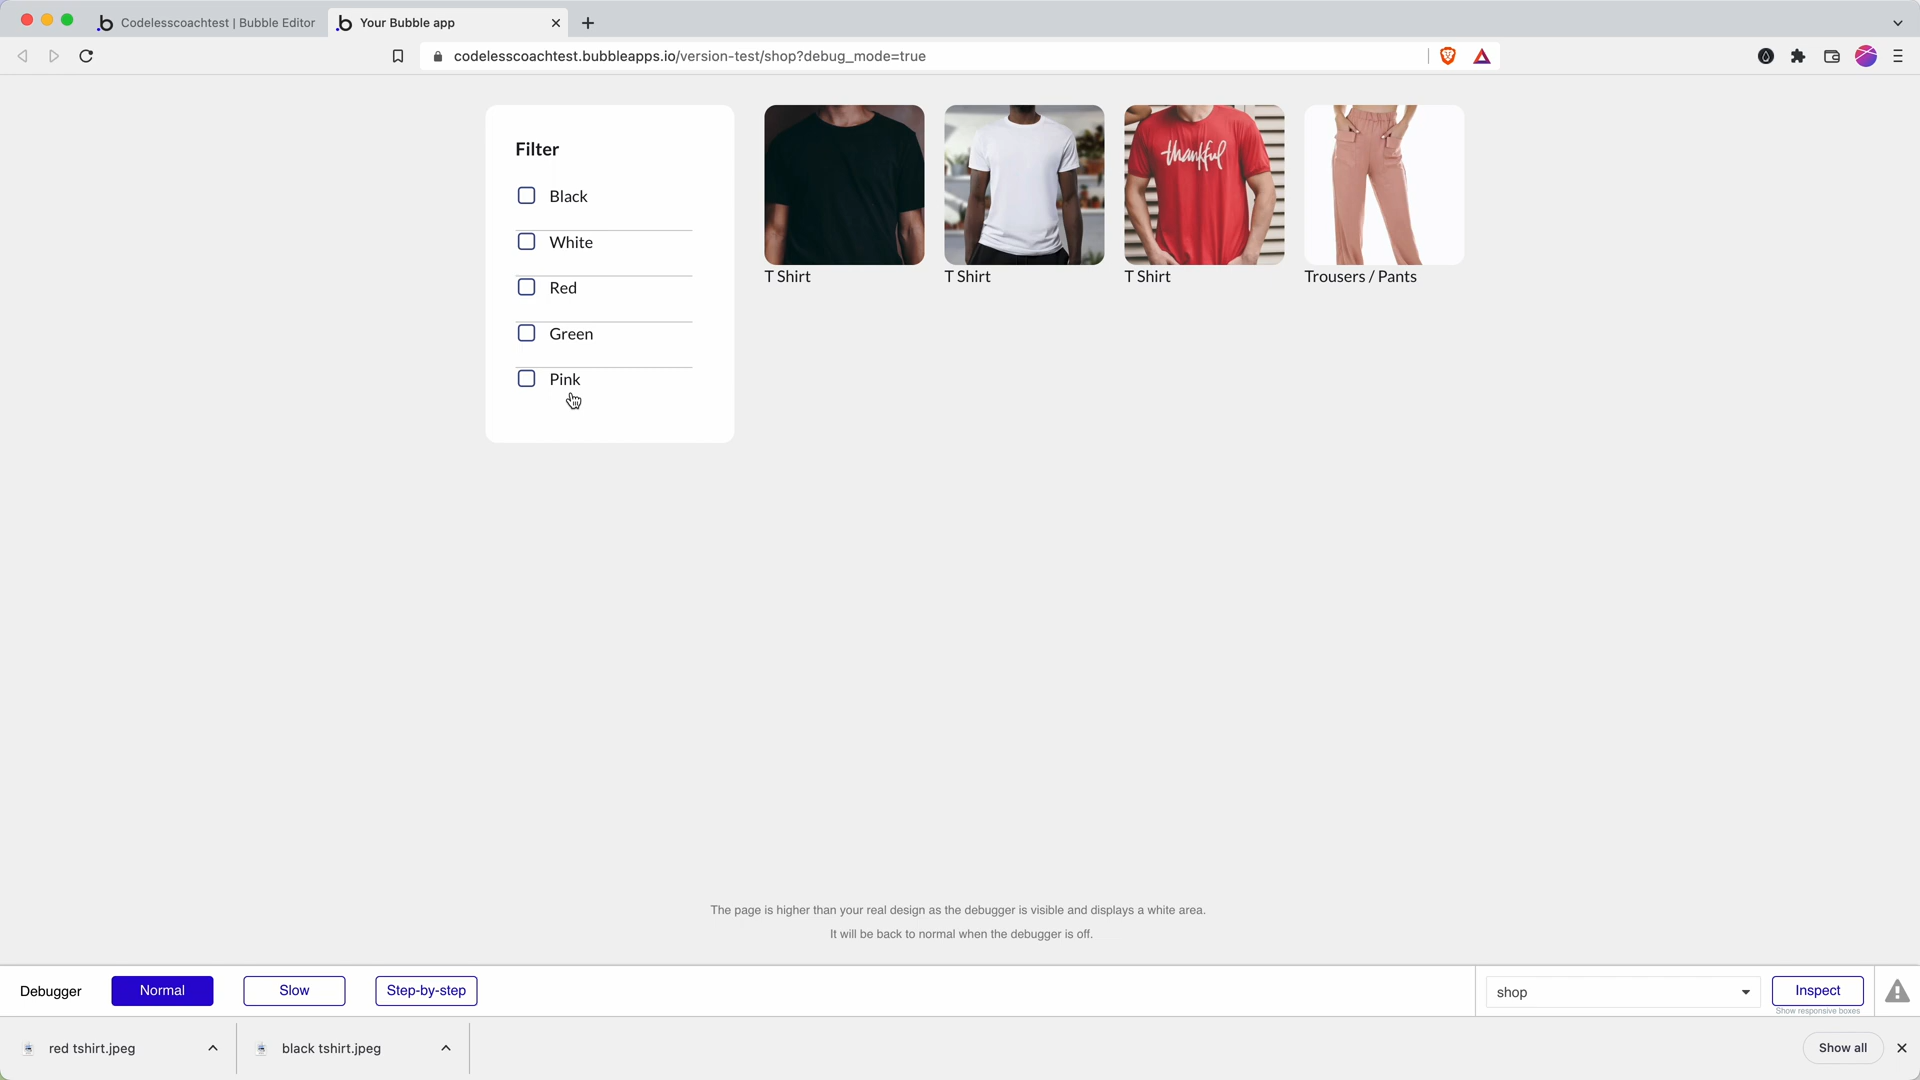 Codelesscoachtest | Bubble Editor
Your Bubble app
codelesscoachtest.bubbleapps.io/version-test/shop?debug_mode=true
Filter
Black
White
Red
Green
Pink
thankful
T Shirt
T Shirt
T Shirt
Trousers / Pants
The page is higher than your real design as the debugger is visible and displays a white area.
It will be back to normal when the debugger is off.
Debugger
Normal
Slow
Step-by-step
shop
Inspect
Show responsive boxes
red tshirt.jpeg
black tshirt.jpeg
Show all